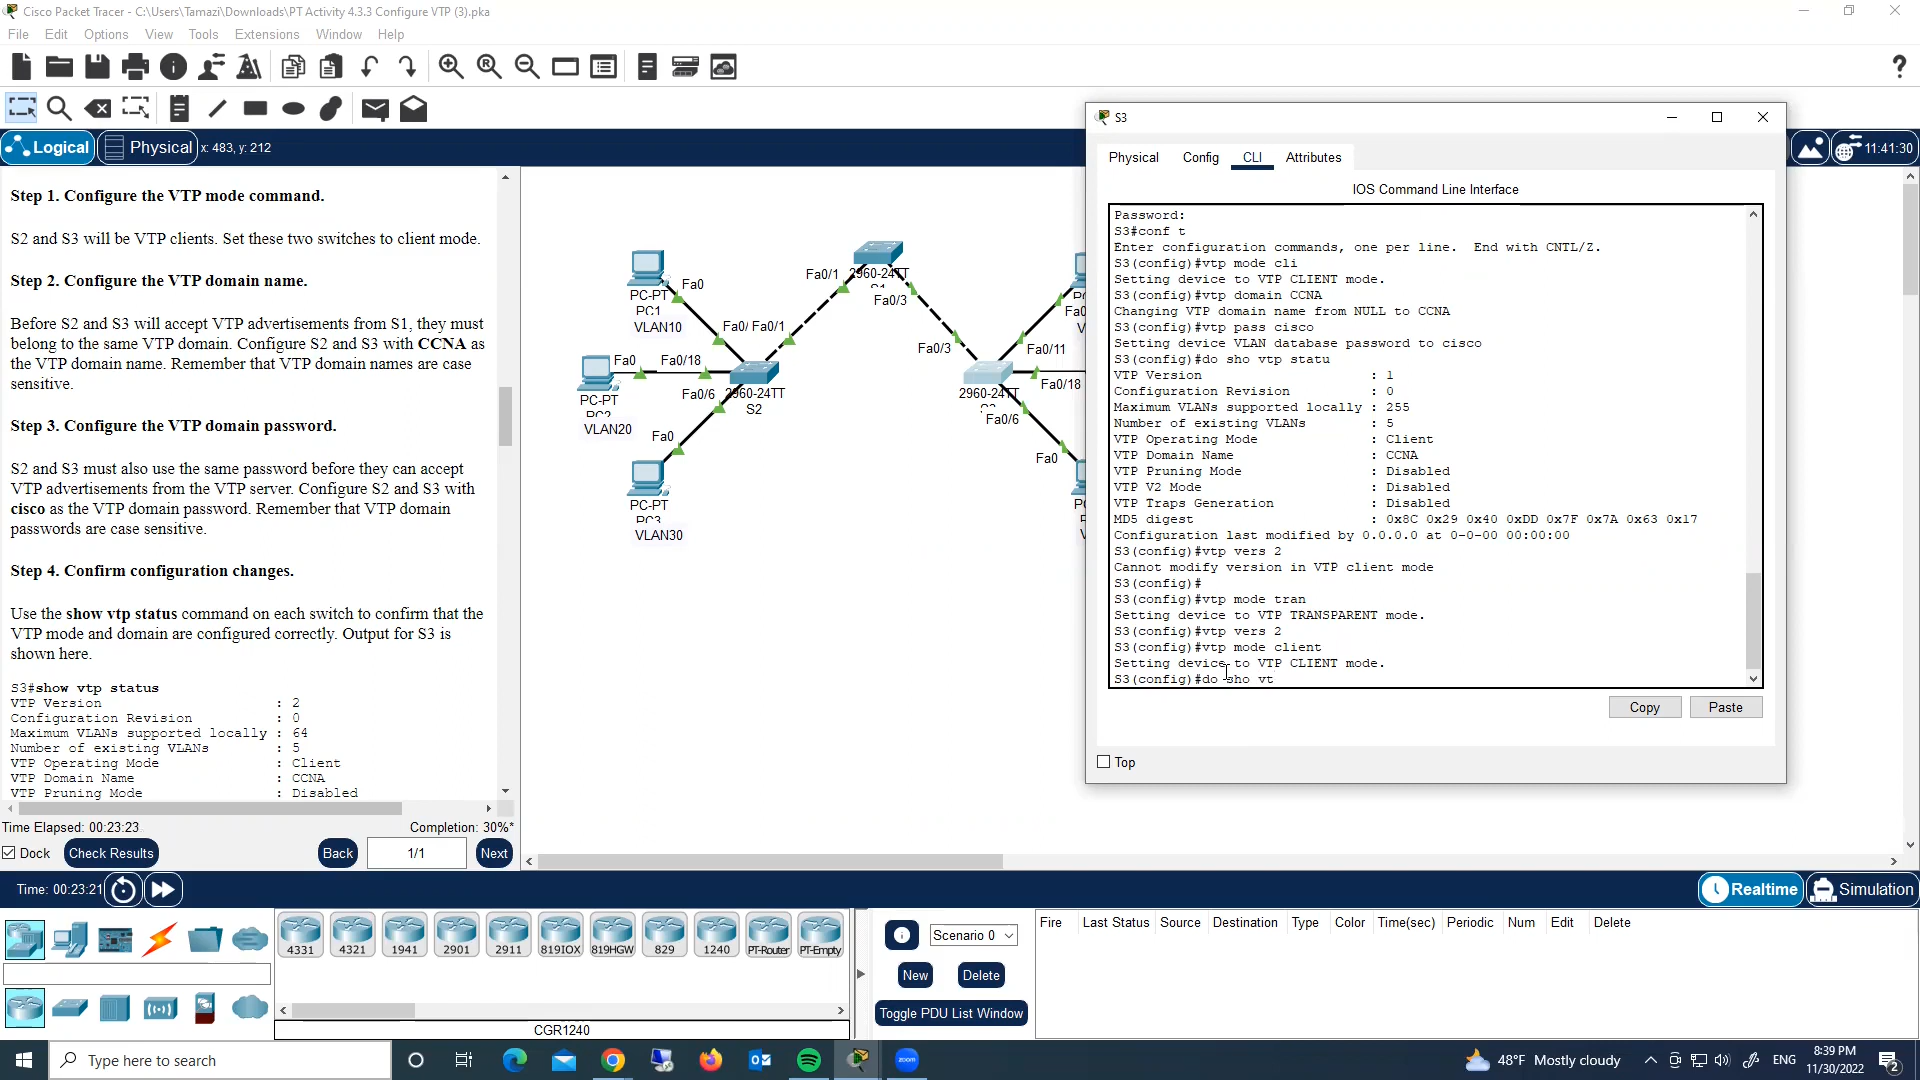 Cisco Packet Tracer - C:\Users\Tamazi\Downloads\PT Activity 4.3.3 Configure VTP (3).pka
File Edit Options View Tools Extensions Window Help
Logical Physical x: 483, y: 212
11:41:30
Step 1. Configure the VTP mode command.
S2 and S3 will be VTP clients. Set these two switches to client mode.
Step 2. Configure the VTP domain name.
Before S2 and S3 will accept VTP advertisements from S1, they must
belong to the same VTP domain. Configure S2 and S3 with CCNA as
the VTP domain name. Remember that VTP domain names are case
sensitive.
Step 3. Configure the VTP domain password.
S2 and S3 must also use the same password before they can accept
VTP advertisements from the VTP server. Configure S2 and S3 with
cisco as the VTP domain password. Remember that VTP domain
passwords are case sensitive.
Step 4. Confirm configuration changes.
Use the show vtp status command on each switch to confirm that the
VTP mode and domain are configured correctly. Output for S3 is
shown here.
S3#show vtp status
VTP Version : 2
Configuration Revision : 0
Maximum VLANs supported locally : 64
Number of existing VLANs : 5
VTP Operating Mode : Client
VTP Domain Name : CCNA
VTP Pruning Mode : Disabled
Time Elapsed: 00:23:23
Completion: 30%*
Dock
Check Results
Back
1/1
Next
PC-PT
PC1
VLAN10
Fa0
Fa0/ Fa0/1
Fa0/1
2960-24TT
S1
Fa0/3
Fa0/3
Fa0
Fa0/18
PC-PT
PC2
VLAN20
Fa0/6
2960-24TT
S2
Fa0
PC-PT
PC3
VLAN30
2960-24TT
Fa0/6
Fa0/11
Fa0/18
Fa0
S3
Physical Config CLI Attributes
IOS Command Line Interface
Password:
S3#conf t
Enter configuration commands, one per line. End with CNTL/Z.
S3(config)#vtp mode cli
Setting device to VTP CLIENT mode.
S3(config)#vtp domain CCNA
Changing VTP domain name from NULL to CCNA
S3(config)#vtp pass cisco
Setting device VLAN database password to cisco
S3(config)#do sho vtp statu
VTP Version : 1
Configuration Revision : 0
Maximum VLANs supported locally : 255
Number of existing VLANs : 5
VTP Operating Mode : Client
VTP Domain Name : CCNA
VTP Pruning Mode : Disabled
VTP V2 Mode : Disabled
VTP Traps Generation : Disabled
MD5 digest : 0x8C 0x29 0x40 0xDD 0x7F 0x7A 0x63 0x17
Configuration last modified by 0.0.0.0 at 0-0-00 00:00:00
S3(config)#vtp vers 2
Cannot modify version in VTP client mode
S3(config)#
S3(config)#vtp mode tran
Setting device to VTP TRANSPARENT mode.
S3(config)#vtp vers 2
S3(config)#vtp mode client
Setting device to VTP CLIENT mode.
S3(config)#do sho vt
Copy
Paste
Top
Time: 00:23:21
Realtime
Simulation
4331 4321 1941 2901 2911 819IOX 819HGW 829 1240 PT-Router PT-Empty
CGR1240
Scenario 0
New
Delete
Toggle PDU List Window
Fire Last Status Source Destination Type Color Time(sec) Periodic Num Edit Delete
Type here to search
zoom
48°F Mostly cloudy
ENG
8:39 PM
11/30/2022
2